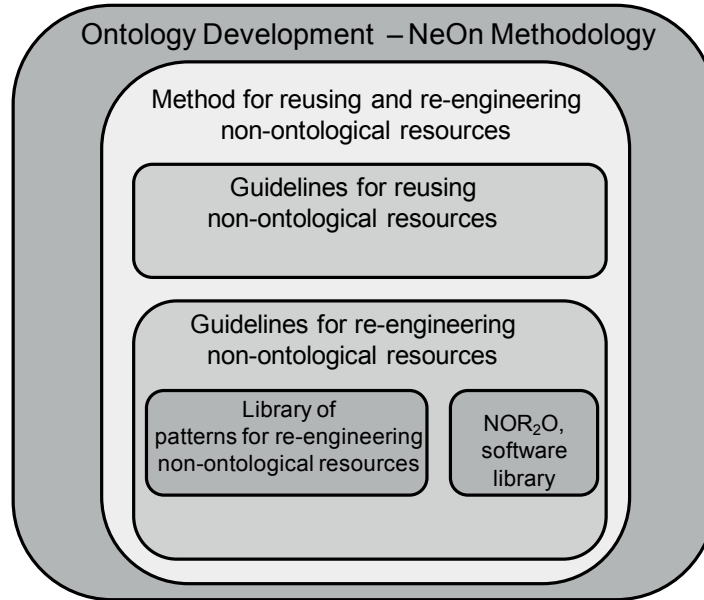 Ontology Development – NeOn Methodology
Method for reusing and re-engineering
non-ontological resources
Guidelines for reusing
non-ontological resources
Guidelines for re-engineering
non-ontological resources
Library of
patterns for re-engineering
non-ontological resources
NOR₂O,
software
library